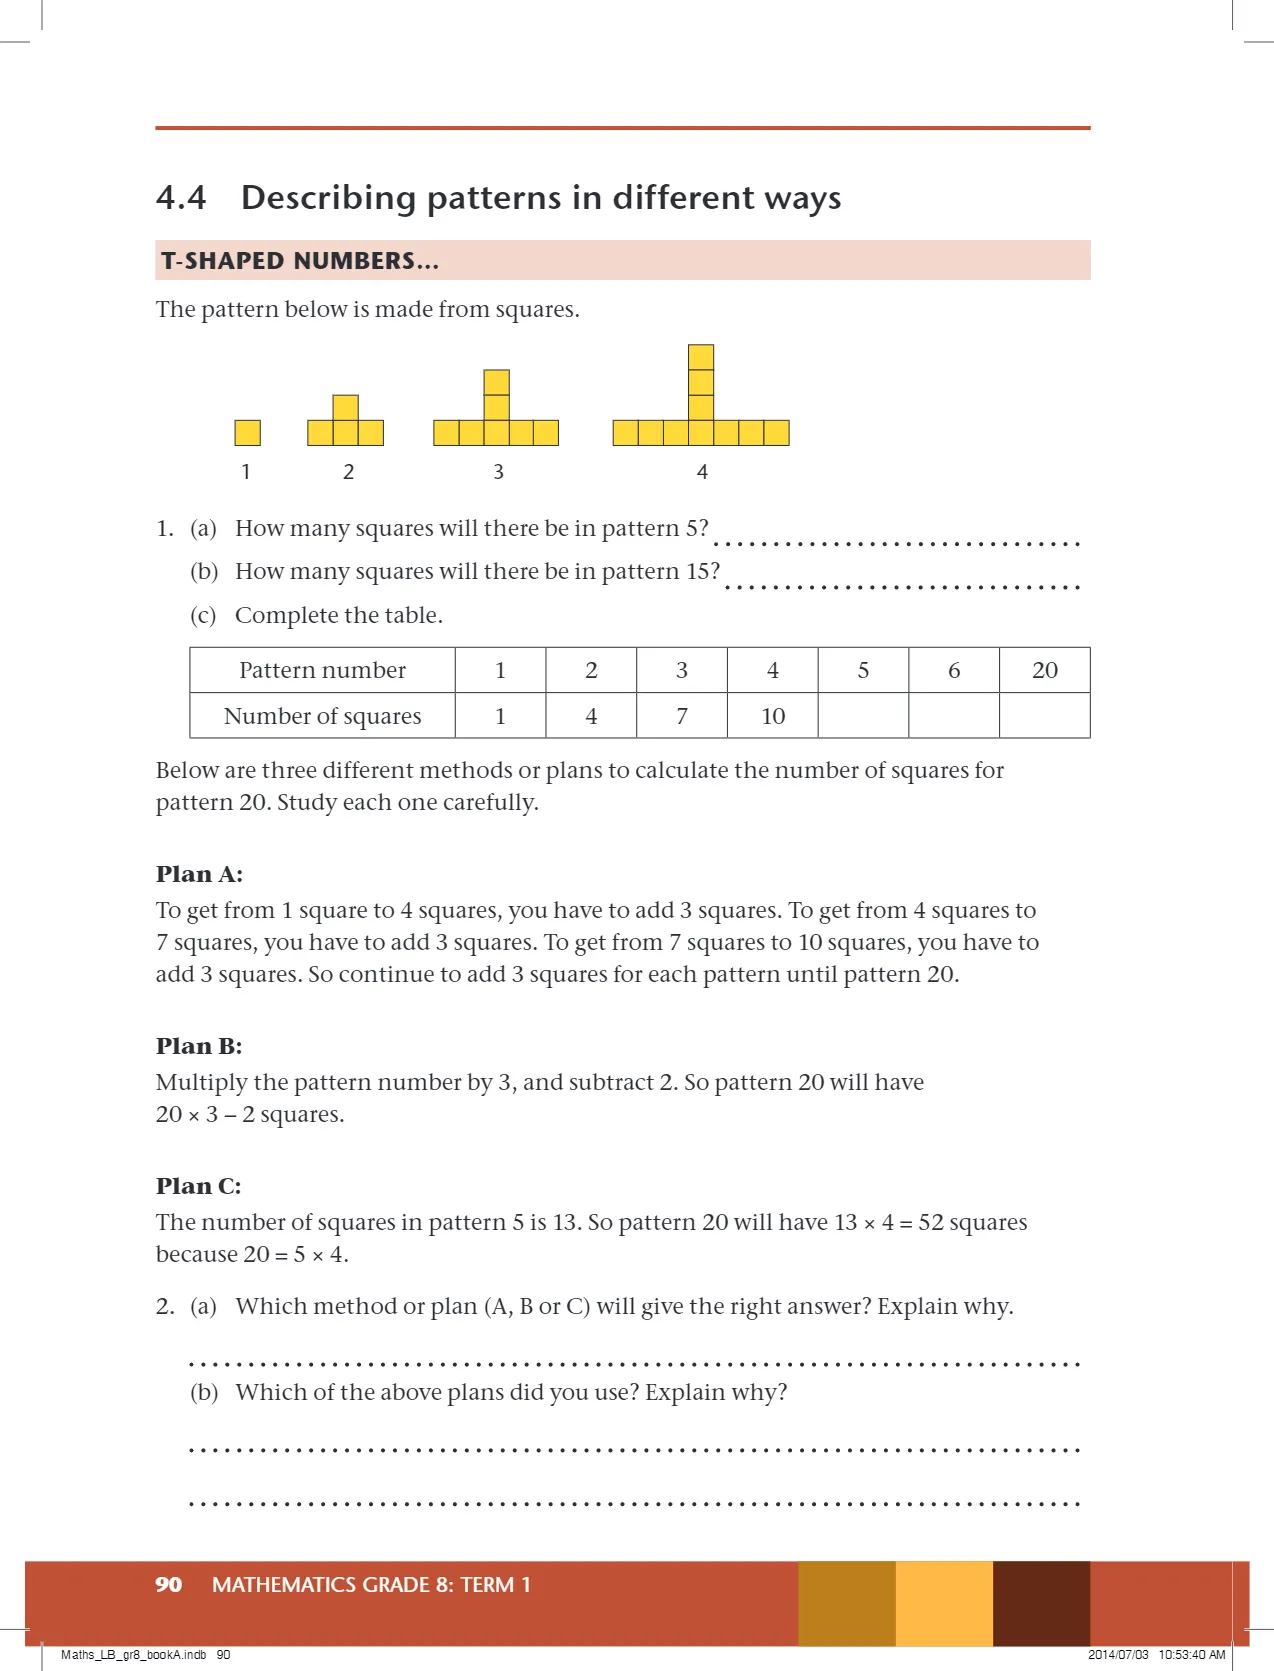 4.4 Describing patterns in different ways
T-SHAPED NUMBERS...
The pattern below is made from squares.
1 2 3 4
1. (a) How many squares will there be in pattern 5?
(b) How many squares will there be in pattern 15?
(c) Complete the table.
Pattern number 1 2 3 4 5 6 20
Number of squares 1 4 7 10
Below are three different methods or plans to calculate the number of squares for
pattern 20. Study each one carefully.
Plan A:
To get from 1 square to 4 squares, you have to add 3 squares. To get from 4 squares to
7 squares, you have to add 3 squares. To get from 7 squares to 10 squares, you have to
add 3 squares. So continue to add 3 squares for each pattern until pattern 20.
Plan B:
Multiply the pattern number by 3, and subtract 2. So pattern 20 will have
20 × 3 – 2 squares.
Plan C:
The number of squares in pattern 5 is 13. So pattern 20 will have 13 × 4 = 52 squares
because 20 = 5 × 4.
2. (a) Which method or plan (A, B or C) will give the right answer? Explain why.
(b) Which of the above plans did you use? Explain why?
90 MATHEMATICS GRADE 8: TERM 1
Maths_LB_gr8_bookA.indb 90 2014/07/03 10:53:40 AM